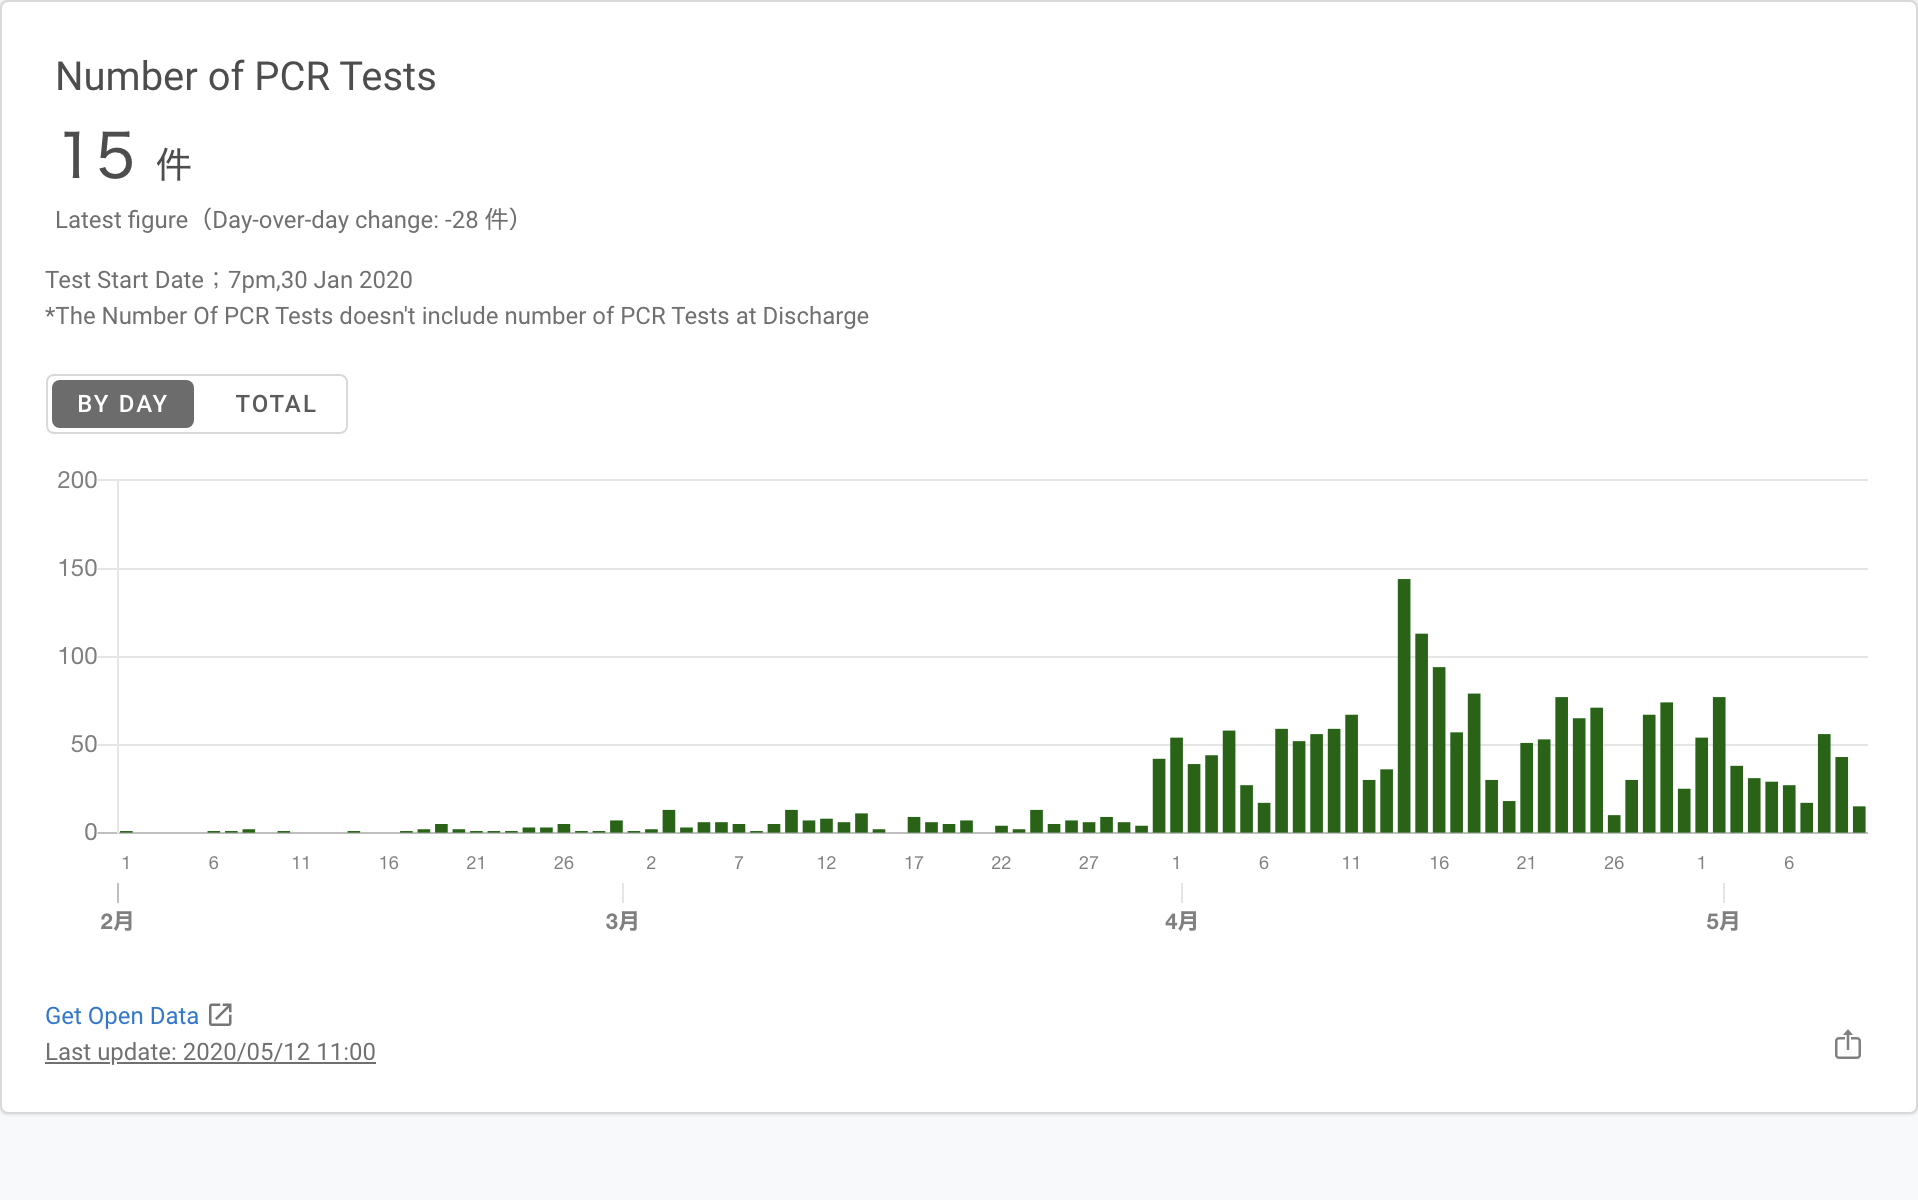 Number of PCR Tests
15 件
Latest figure（Day-over-day change: -28 件）
Test Start Date；7pm,30 Jan 2020
*The Number Of PCR Tests doesn't include number of PCR Tests at Discharge
BY DAY TOTAL
200
150
100
50
0
1 6 11 16 21 26 2 7 12 17 22 27 1 6 11 16 21 26 1 6
2月 3月 4月 5月
Get Open Data
Last update: 2020/05/12 11:00